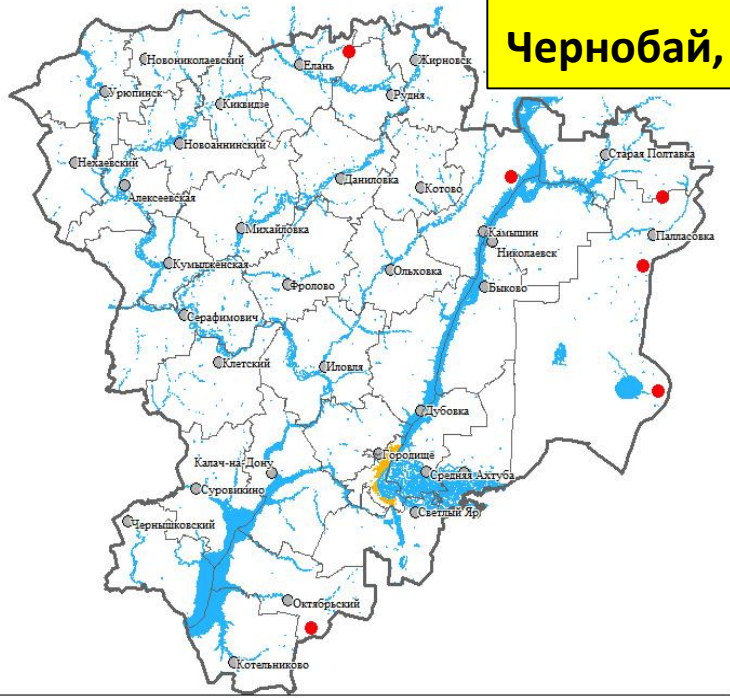 Чернобай,
Новониколаевский
Елань
Жирновск
Урюпинск
Киквидзе
Рудня
Новоаннинский
Старая Полтавка
Нехаевский
Даниловка
Котово
Алексеевская
Михайловка
Камышин
Палласовка
Николаевск
Кумылженская
Ольховка
Фролово
Быково
Серафимович
Клетский
Иловля
Дубовка
Городище
Калач-на-Дону
Средняя Ахтуба
Суровикино
Светлый Яр
Чернышковский
Октябрьский
Котельниково